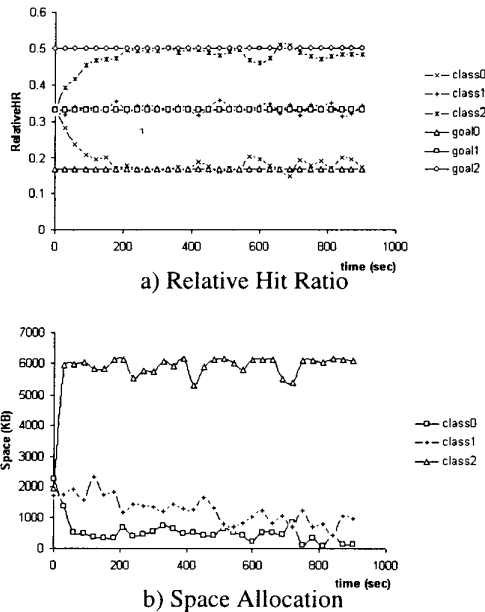 0.6
0.5
0.4
0.3
0.2
0.1
0
RelativeHR
0 200 400 600 800 1000
time (sec)
class0
class1
class2
goal0
goal1
goal2
a) Relative Hit Ratio
7000
6000
5000
4000
3000
2000
1000
0
Space (KB)
0 200 400 600 800 1000
time (sec)
class0
class1
class2
b) Space Allocation